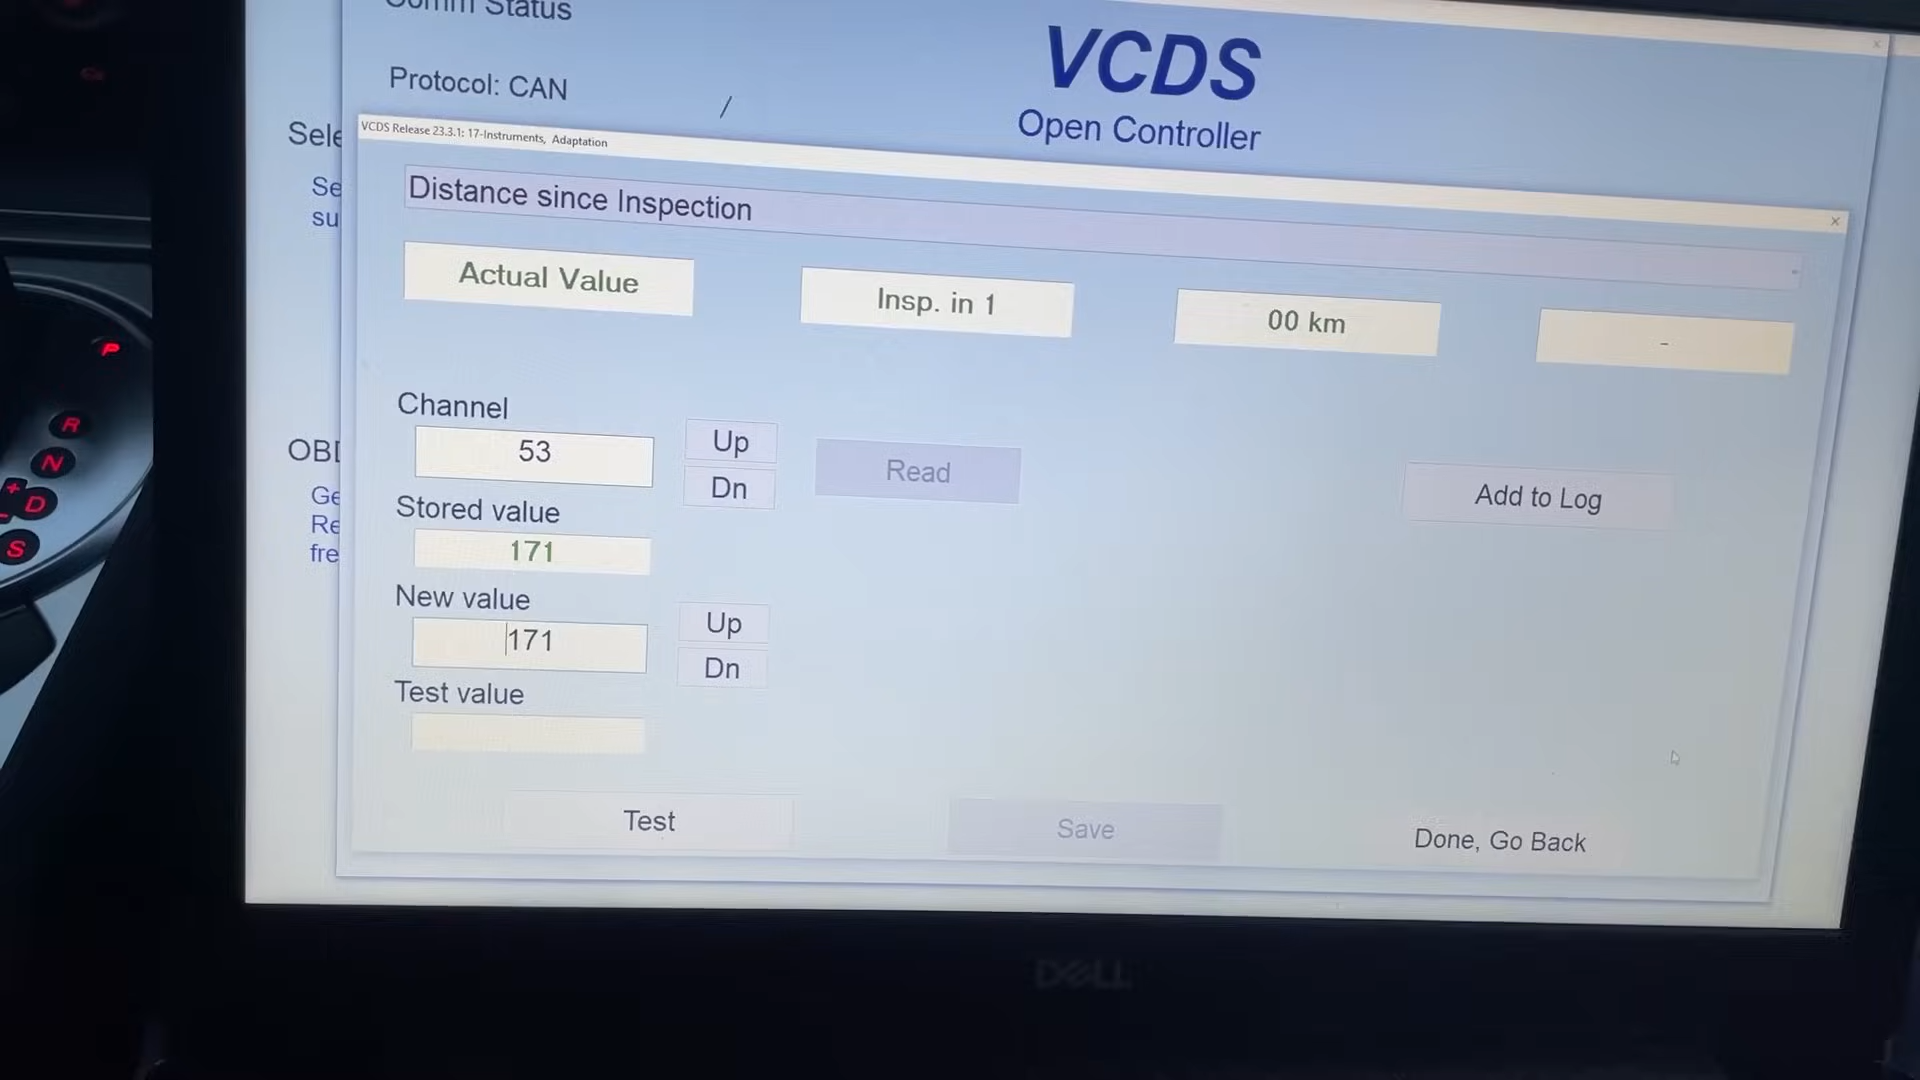 Comm Status
VCDS
Protocol: CAN
/
Open Controller
Sele
VCDS Release 23.3.1: 17-Instruments, Adaptation
Se
su
Distance since Inspection
Actual Value
Insp. in 1
00 km
-
P
R
N
+
D
-
S
Channel
53
Up
Dn
Read
Add to Log
OBD
Ge
Re
fre
Stored value
171
New value
171
Up
Dn
Test value
Test
Save
Done, Go Back
DELL